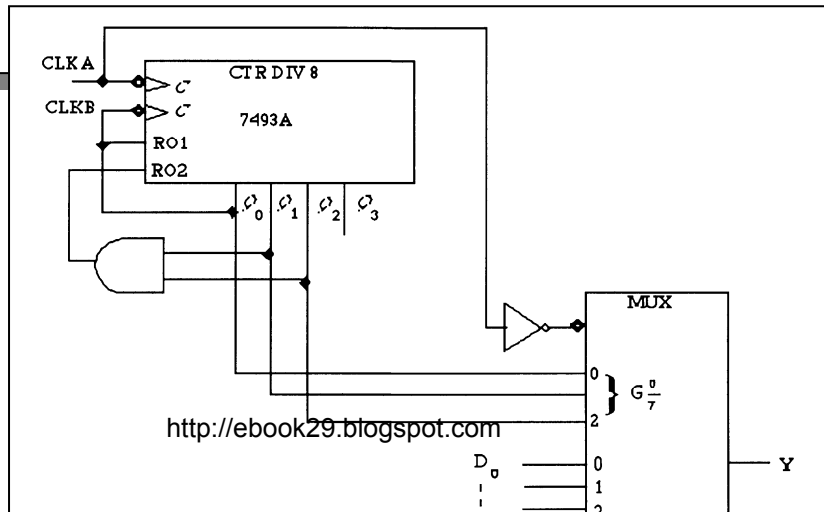 CLKA
CTR DIV 8
C
CLKB
C
7493A
RO1
RO2
Q0
Q1
Q2
Q3
MUX
0
G 0/7
2
http://ebook29.blogspot.com
D0
0
Y
1
2